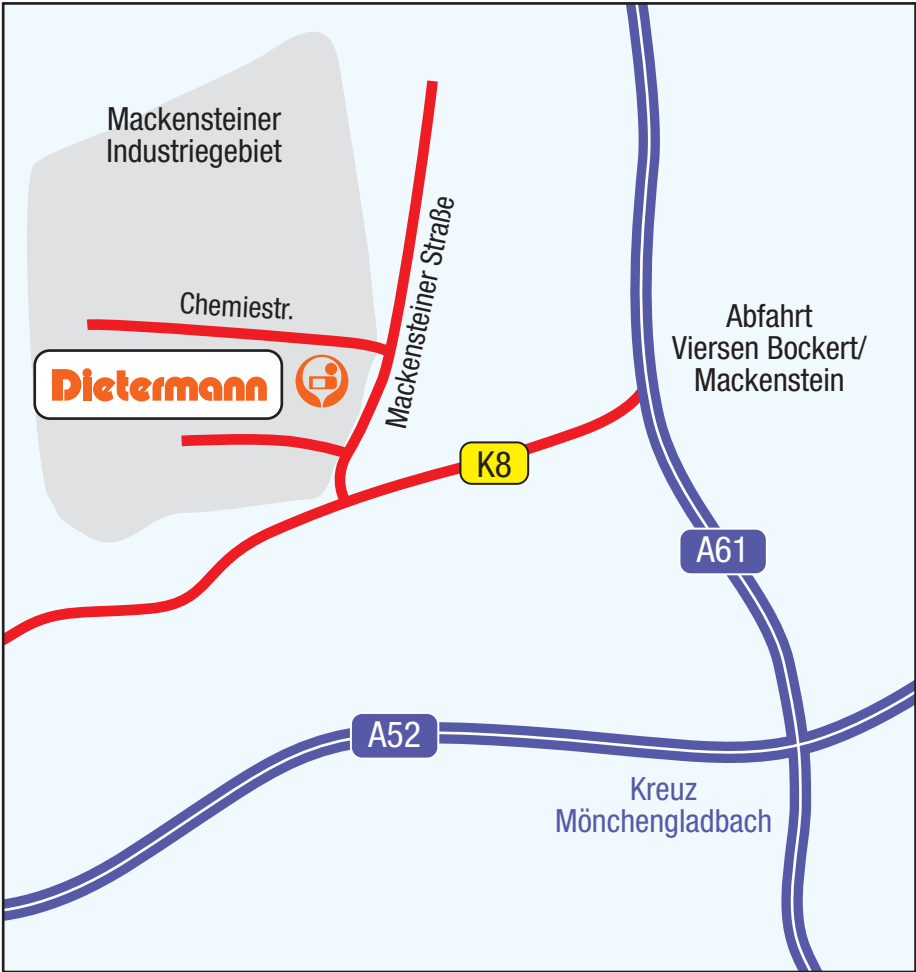 Mackensteiner
Industriegebiet
Mackensteiner Straße
Chemiestr.
Dietermann
Abfahrt
Viersen Bockert/
Mackenstein
K8
A61
A52
Kreuz
Mönchengladbach